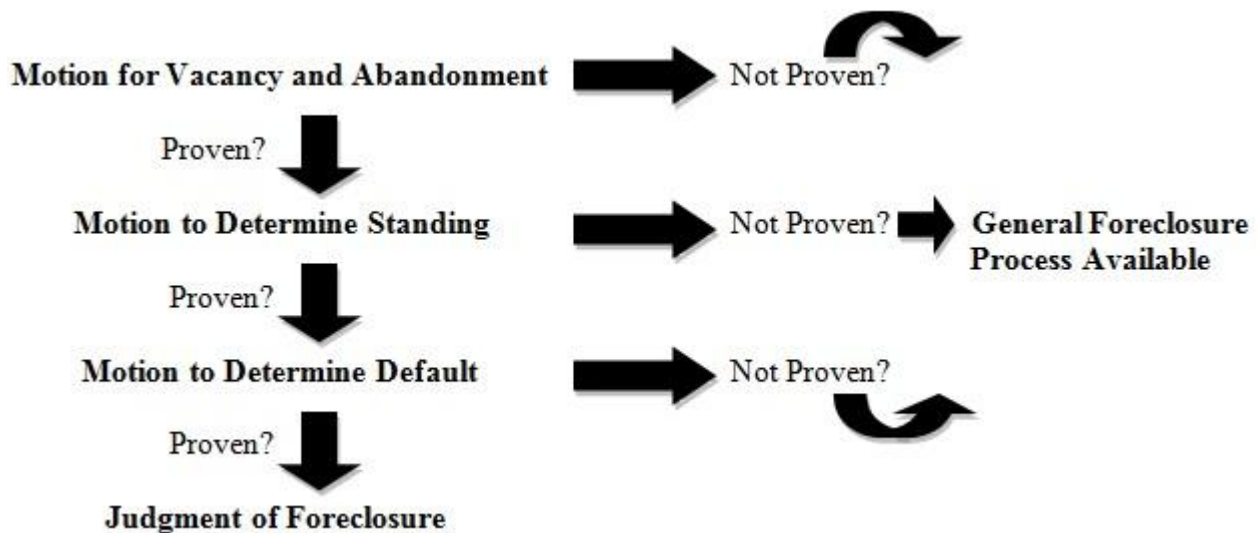 Motion for Vacancy and Abandonment
Not Proven?
Proven?
Motion to Determine Standing
Not Proven?
General Foreclosure
Process Available
Proven?
Motion to Determine Default
Not Proven?
Proven?
Judgment of Foreclosure